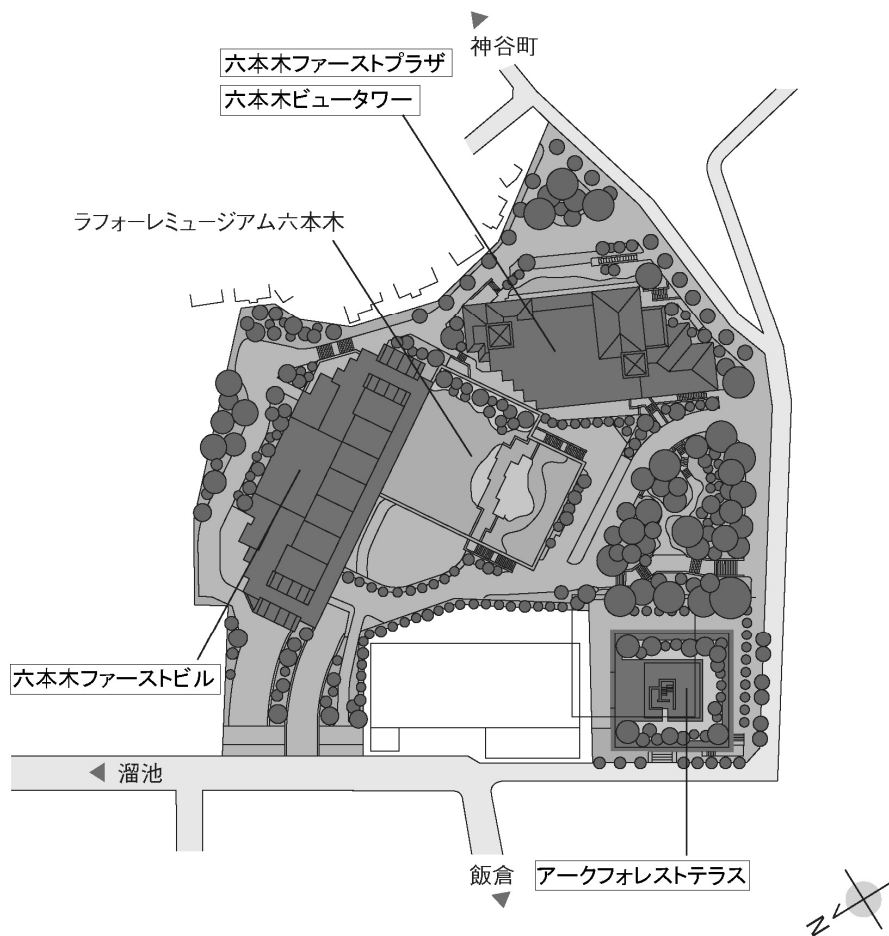 神谷町
六本木ファーストプラザ
六本木ビュータワー
ラフォーレミュージアム六本木
六本木ファーストビル
溜池
飯倉
アークフォレストテラス
N